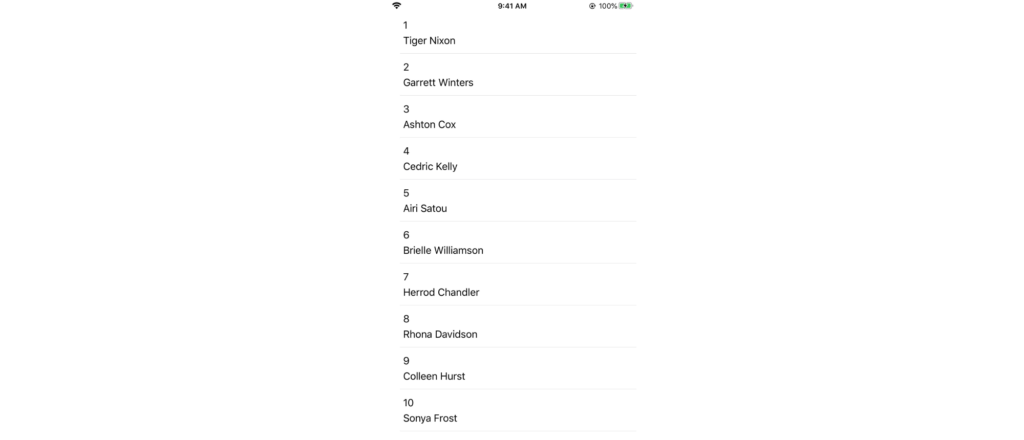 9:41 AM 100%
1
Tiger Nixon
2
Garrett Winters
3
Ashton Cox
4
Cedric Kelly
5
Airi Satou
6
Brielle Williamson
7
Herrod Chandler
8
Rhona Davidson
9
Colleen Hurst
10
Sonya Frost